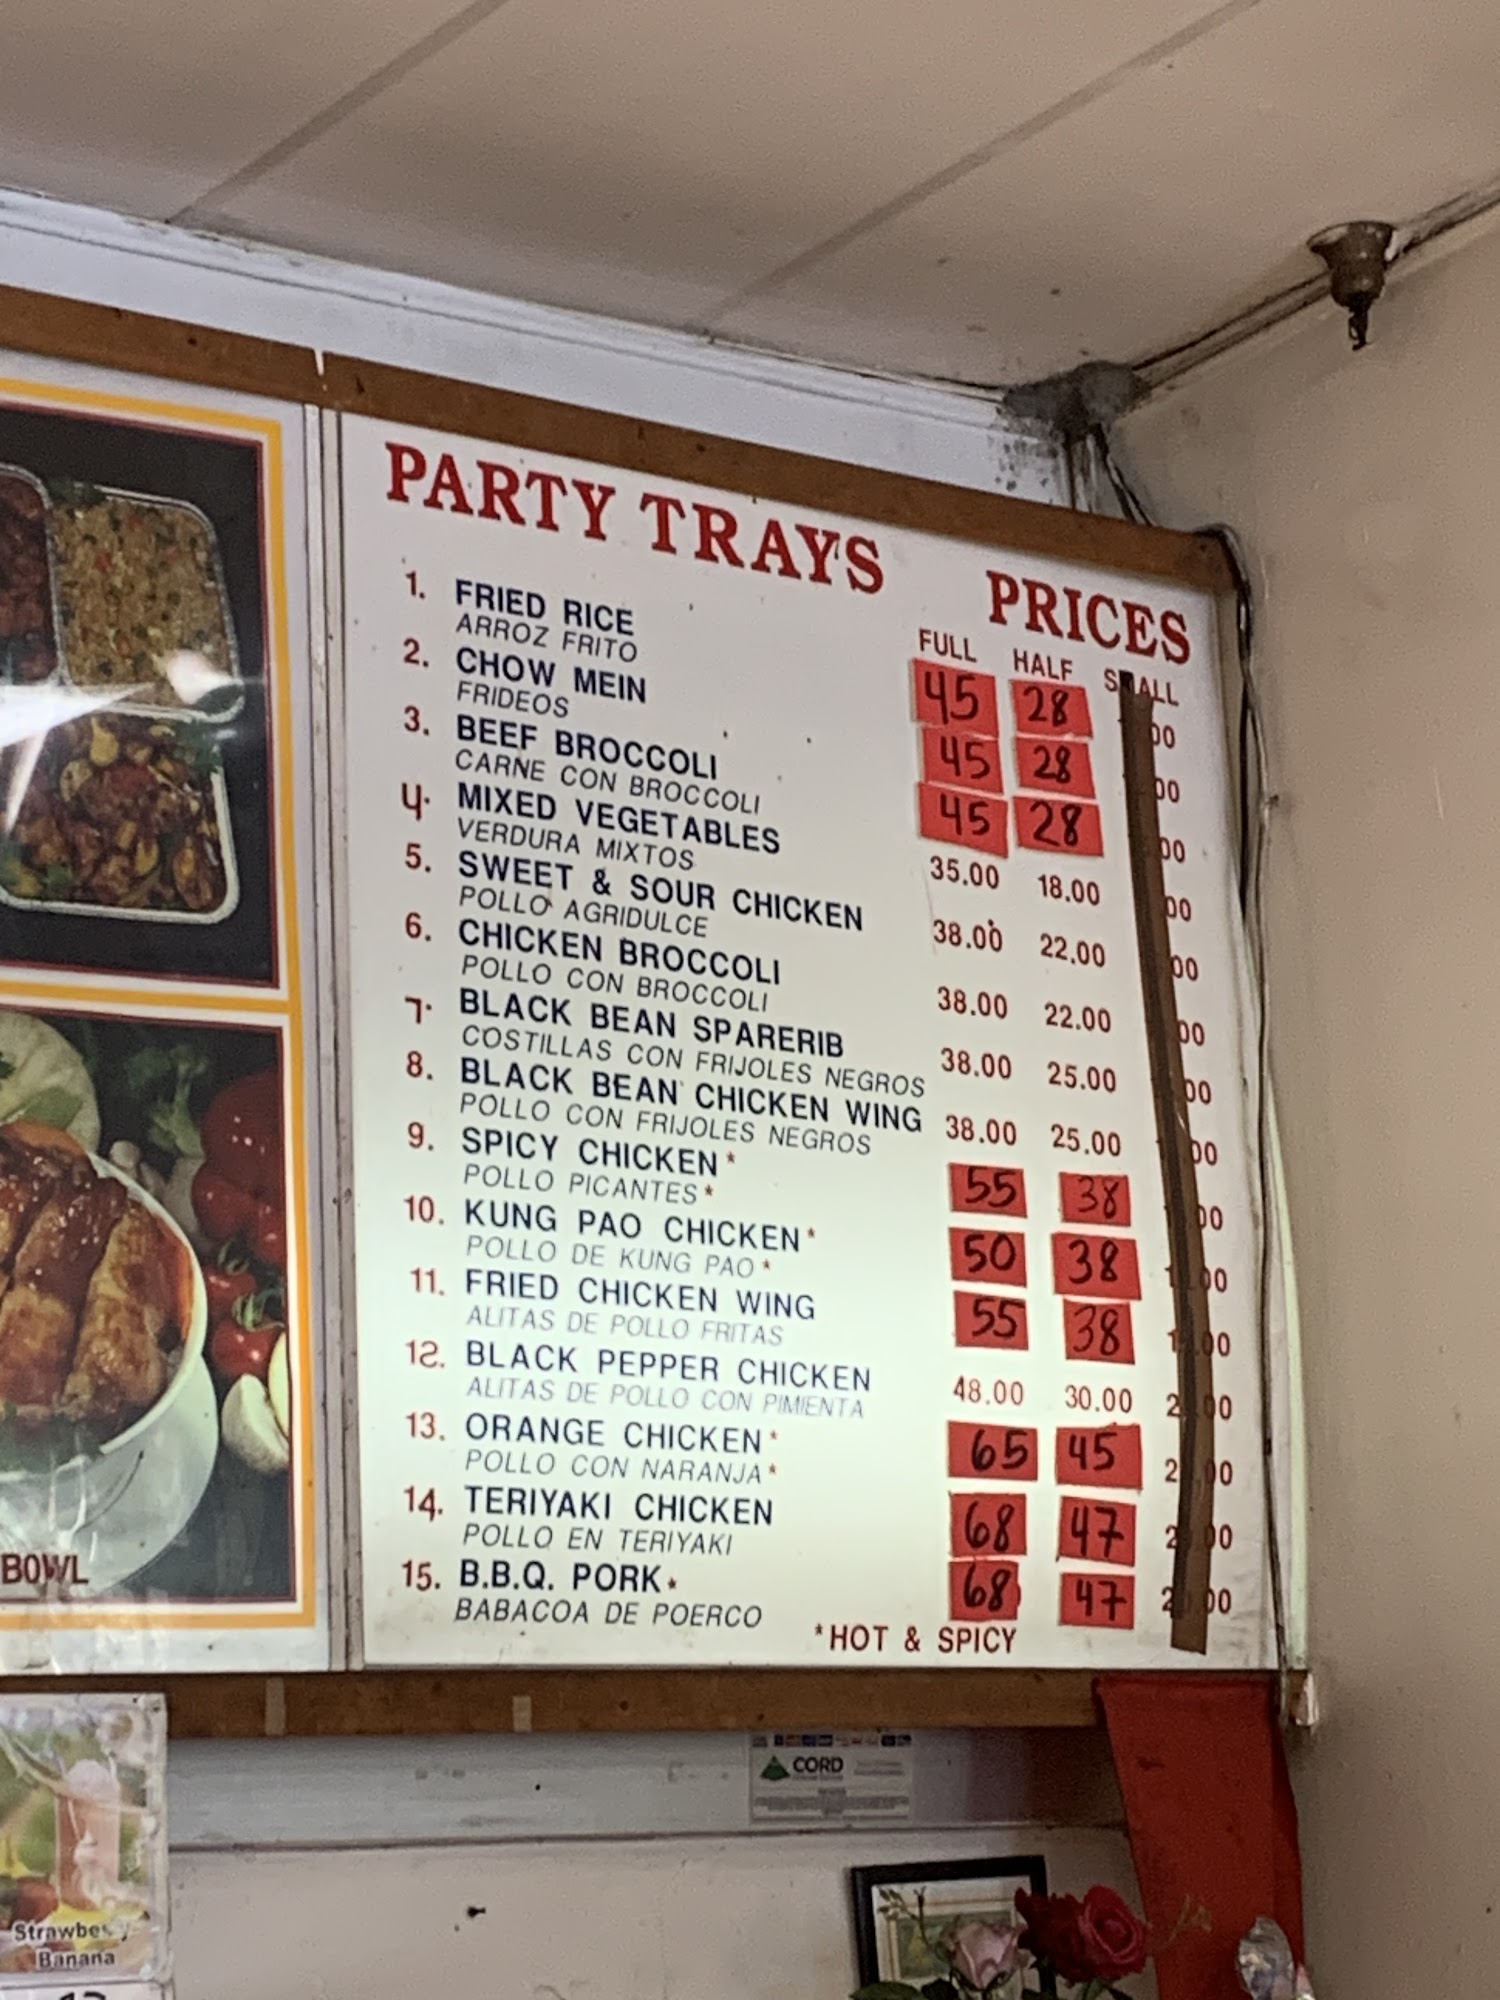 PARTY TRAYS PRICES
FULL HALF SMALL
1. FRIED RICE 45 28
ARROZ FRITO
2. CHOW MEIN 45 28
FRIDEOS
3. BEEF BROCCOLI 45 28
CARNE CON BROCCOLI
4. MIXED VEGETABLES 35.00 18.00
VERDURA MIXTOS
5. SWEET & SOUR CHICKEN 38.00 22.00
POLLO AGRIDULCE
6. CHICKEN BROCCOLI 38.00 22.00
POLLO CON BROCCOLI
7. BLACK BEAN SPARERIB 38.00 25.00
COSTILLAS CON FRIJOLES NEGROS
8. BLACK BEAN CHICKEN WING 38.00 25.00
POLLO CON FRIJOLES NEGROS
9. SPICY CHICKEN* 55 38
POLLO PICANTES*
10. KUNG PAO CHICKEN* 50 38
POLLO DE KUNG PAO*
11. FRIED CHICKEN WING 55 38
ALITAS DE POLLO FRITAS
12. BLACK PEPPER CHICKEN 48.00 30.00
ALITAS DE POLLO CON PIMIENTA
13. ORANGE CHICKEN* 65 45
POLLO CON NARANJA*
14. TERIYAKI CHICKEN 68 47
POLLO EN TERIYAKI
15. B.B.Q. PORK* 68 47
BABACOA DE POERCO
*HOT & SPICY
BOWL
CORD
Strawberry
Banana